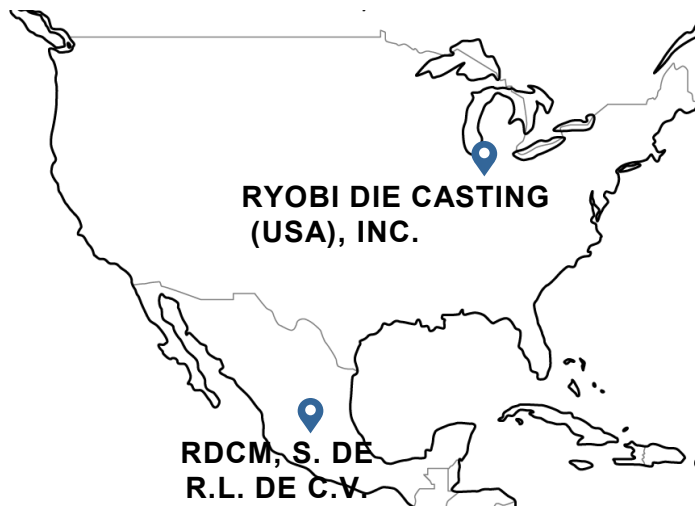 RYOBI DIE CASTING
(USA), INC.
RDCM, S. DE
R.L. DE C.V.